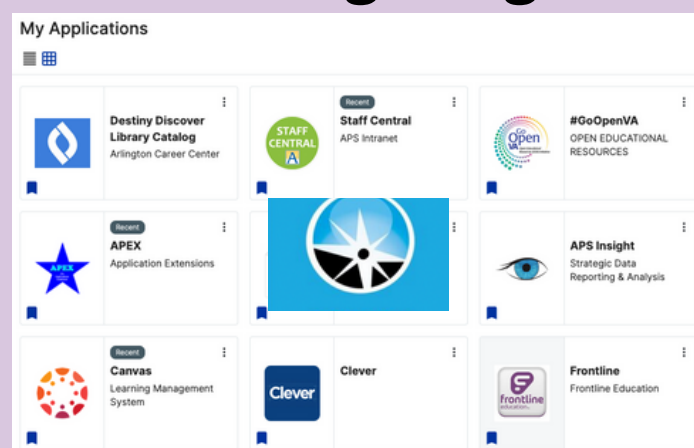 My Applications
Destiny Discover
Library Catalog
Arlington Career Center
Recent
Staff Central
APS Intranet
STAFF
CENTRAL
A
#GoOpenVA
OPEN EDUCATIONAL
RESOURCES
Go
Open
VA
Recent
APEX
Application Extensions
APEX
APS Insight
Strategic Data
Reporting & Analysis
Recent
Canvas
Learning Management
System
Clever
Clever
Frontline
Frontline Education
frontline
education